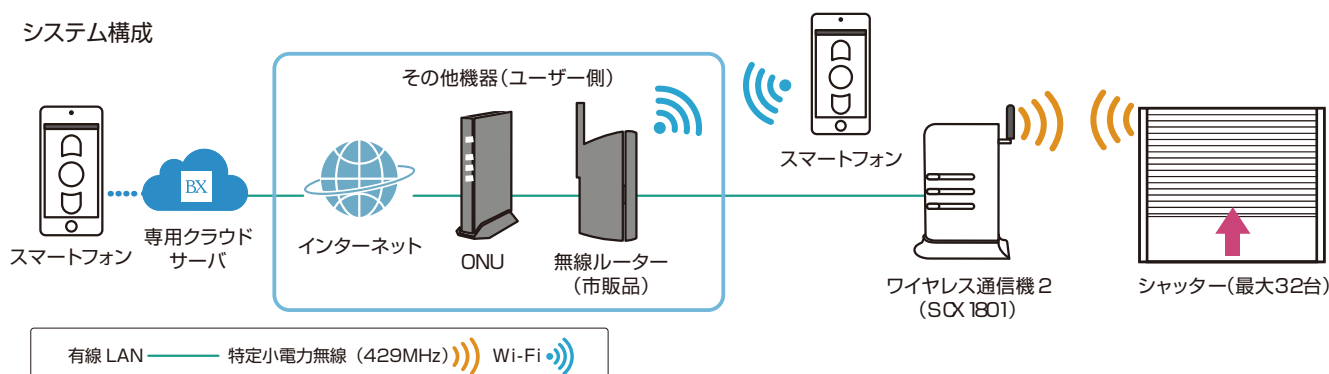 システム構成
その他機器(ユーザー側)
スマートフォン
BX
専用クラウド
サーバ
スマートフォン
インターネット
ONU
無線ルーター
(市販品)
ワイヤレス通信機2
(SCX1801)
シャッター(最大32台)
有線LAN 特定小電力無線(429MHz) Wi-Fi